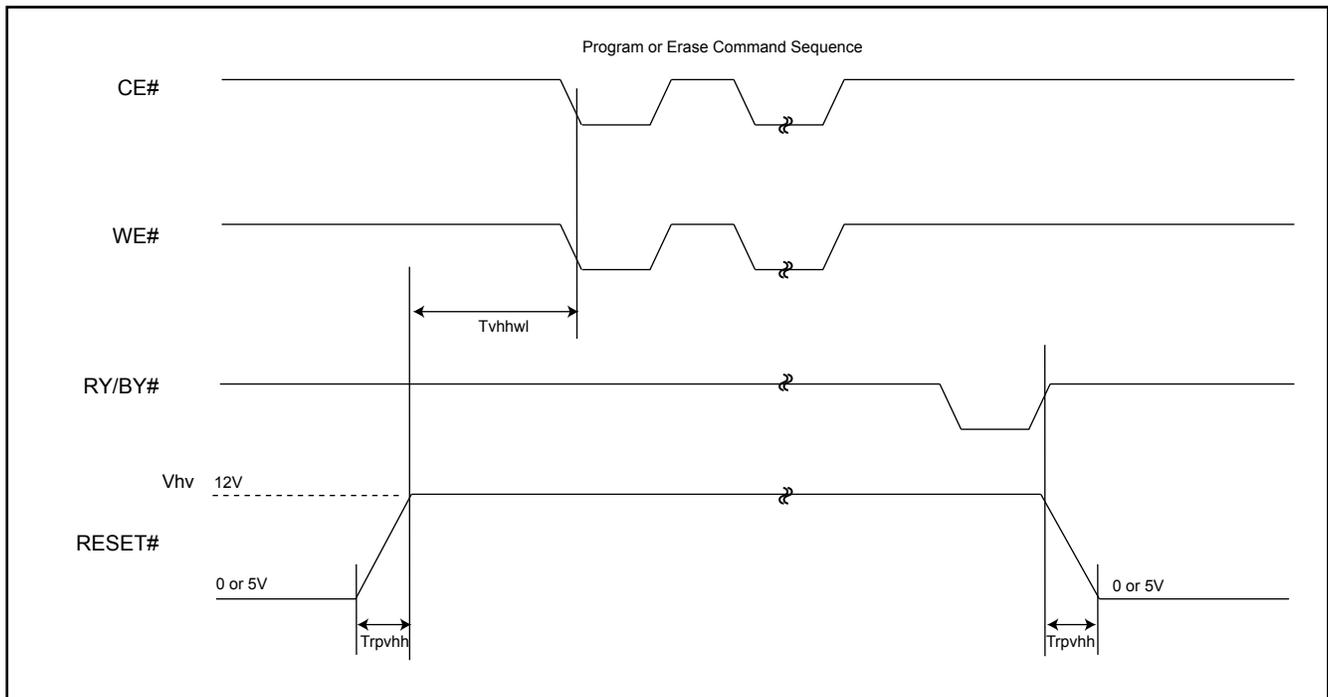 Program or Erase Command Sequence
CE#
WE#
Tvhhwl
RY/BY#
Vhv 12V
RESET#
0 or 5V 0 or 5V
Trpvhh Trpvhh